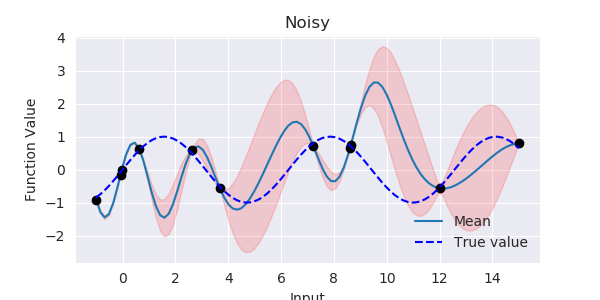 Noisy
4
3
2
1
0
−1
−2
Function Value
Mean
True value
0 2 4 6 8 10 12 14
Input